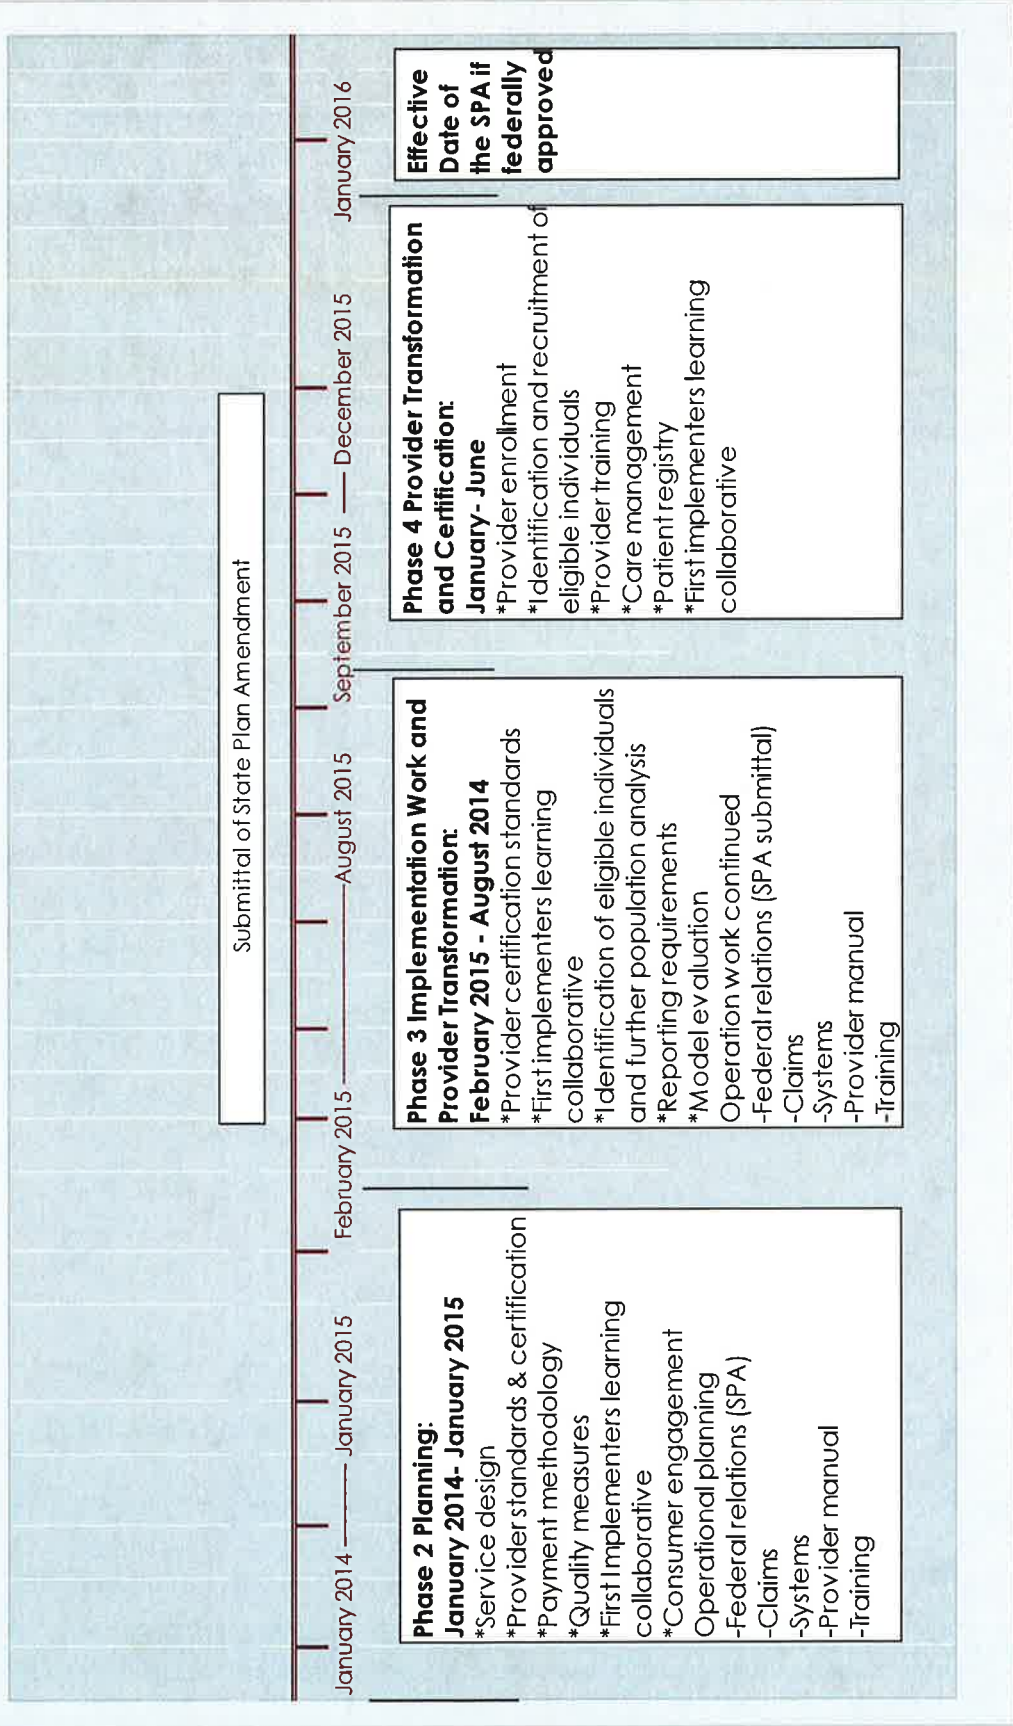 Submittal of State Plan Amendment
January 2014 —— January 2015
February 2015 ————August 2015
September 2015 —— December 2015
January 2016
Phase 2 Planning:
January 2014- January 2015
*Service design
*Provider standards & certification
*Payment methodology
*Quality measures
*First Implementers learning
collaborative
*Consumer engagement
Operational planning
-Federal relations (SPA)
-Claims
-Systems
-Provider manual
-Training
Phase 3 Implementation Work and
Provider Transformation:
February 2015 - August 2014
*Provider certification standards
*First implementers learning
collaborative
*Identification of eligible individuals
and further population analysis
*Reporting requirements
*Model evaluation
Operation work continued
-Federal relations (SPA submittal)
-Claims
-Systems
-Provider manual
-Training
Phase 4 Provider Transformation
and Certification:
January- June
*Provider enrollment
*Identification and recruitment of
eligible individuals
*Provider training
*Care management
*Patient registry
*First implementers learning
collaborative
Effective
Date of
the SPA if
federally
approved